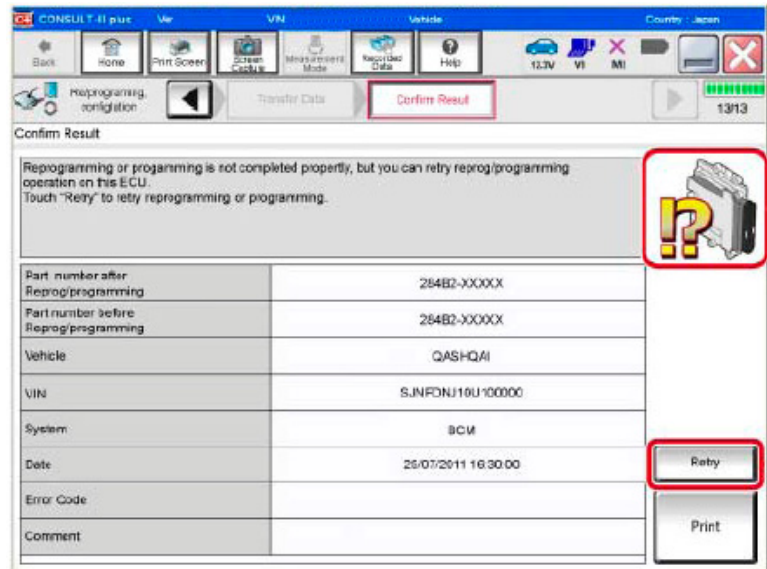 CONSULT-III plus Ver VIN Vehicle Country : Japan
Back Home Print Screen Screen Capture Measurement Mode Recorded Data Help 12.3V VI MI
Reprograming, configlation Transfer Data Confirm Result 13/13
Confirm Result
Reprogramming or progamming is not completed propertly, but you can retry reprog/programming
operation on this ECU.
Touch "Retry" to retry reprogramming or programming.
!?
Part number after
Reprog/programming
284B2-XXXXX
Part number before
Reprog/programming
284B2-XXXXX
Vehicle QASHQAI
VIN SJNFDNJ10U100000
System BCM
Date 26/07/2011 16:30:00
Retry
Error Code
Comment
Print